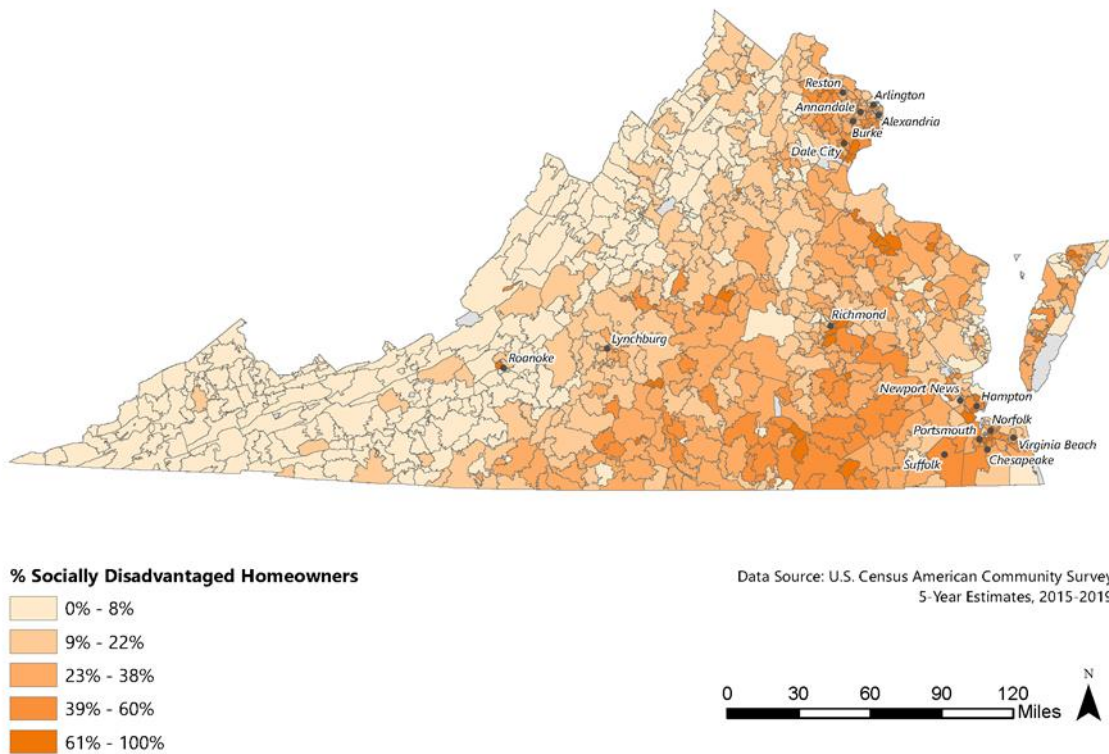 Reston
Arlington
Annandale
Alexandria
Burke
Dale City
Richmond
Lynchburg
Roanoke
Newport News
Hampton
Norfolk
Portsmouth
Virginia Beach
Suffolk
Chesapeake
% Socially Disadvantaged Homeowners
0% - 8%
9% - 22%
23% - 38%
39% - 60%
61% - 100%
Data Source: U.S. Census American Community Survey
5-Year Estimates, 2015-2019
N
0 30 60 90 120
Miles